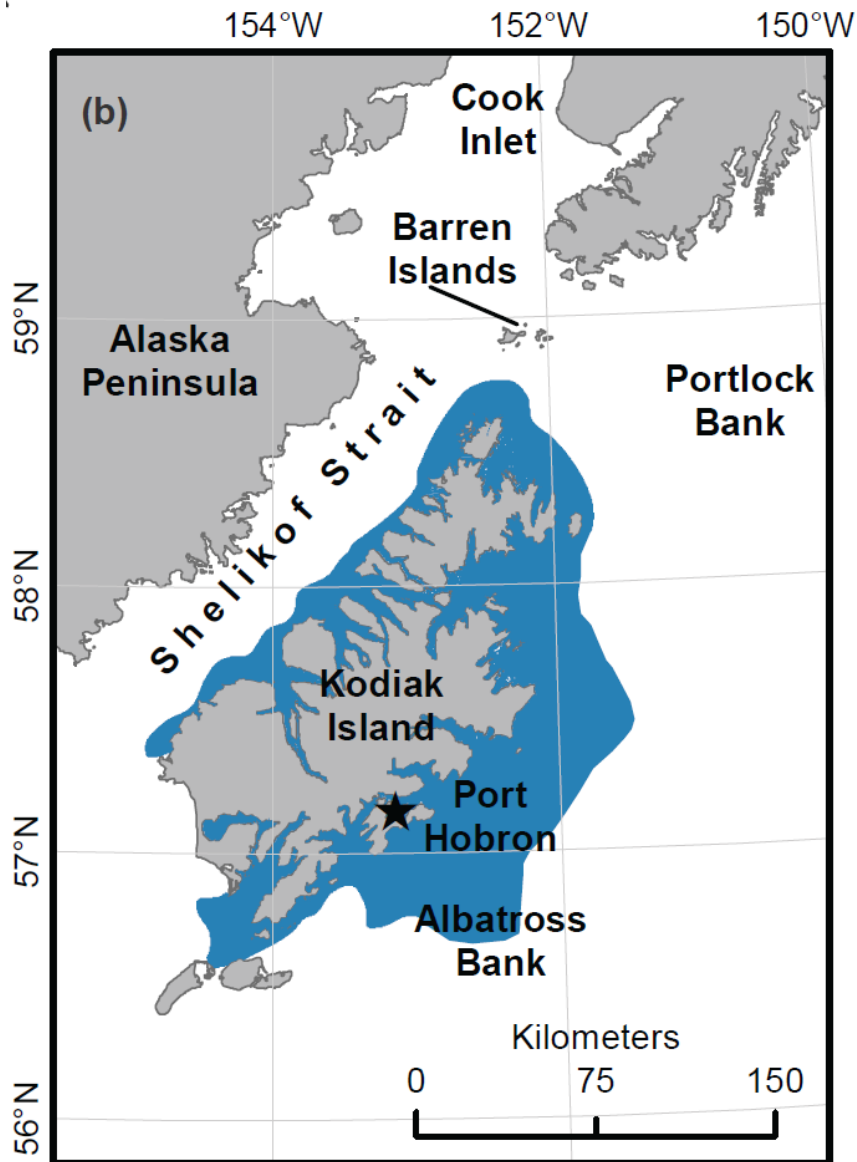 154°W 152°W 150°W
(b)
Cook
Inlet
Barren
Islands
59°N
Alaska
Peninsula
Portlock
Bank
Shelikof Strait
58°N
Kodiak
Island
Port
Hobron
57°N
Albatross
Bank
Kilometers
0 75 150
56°N